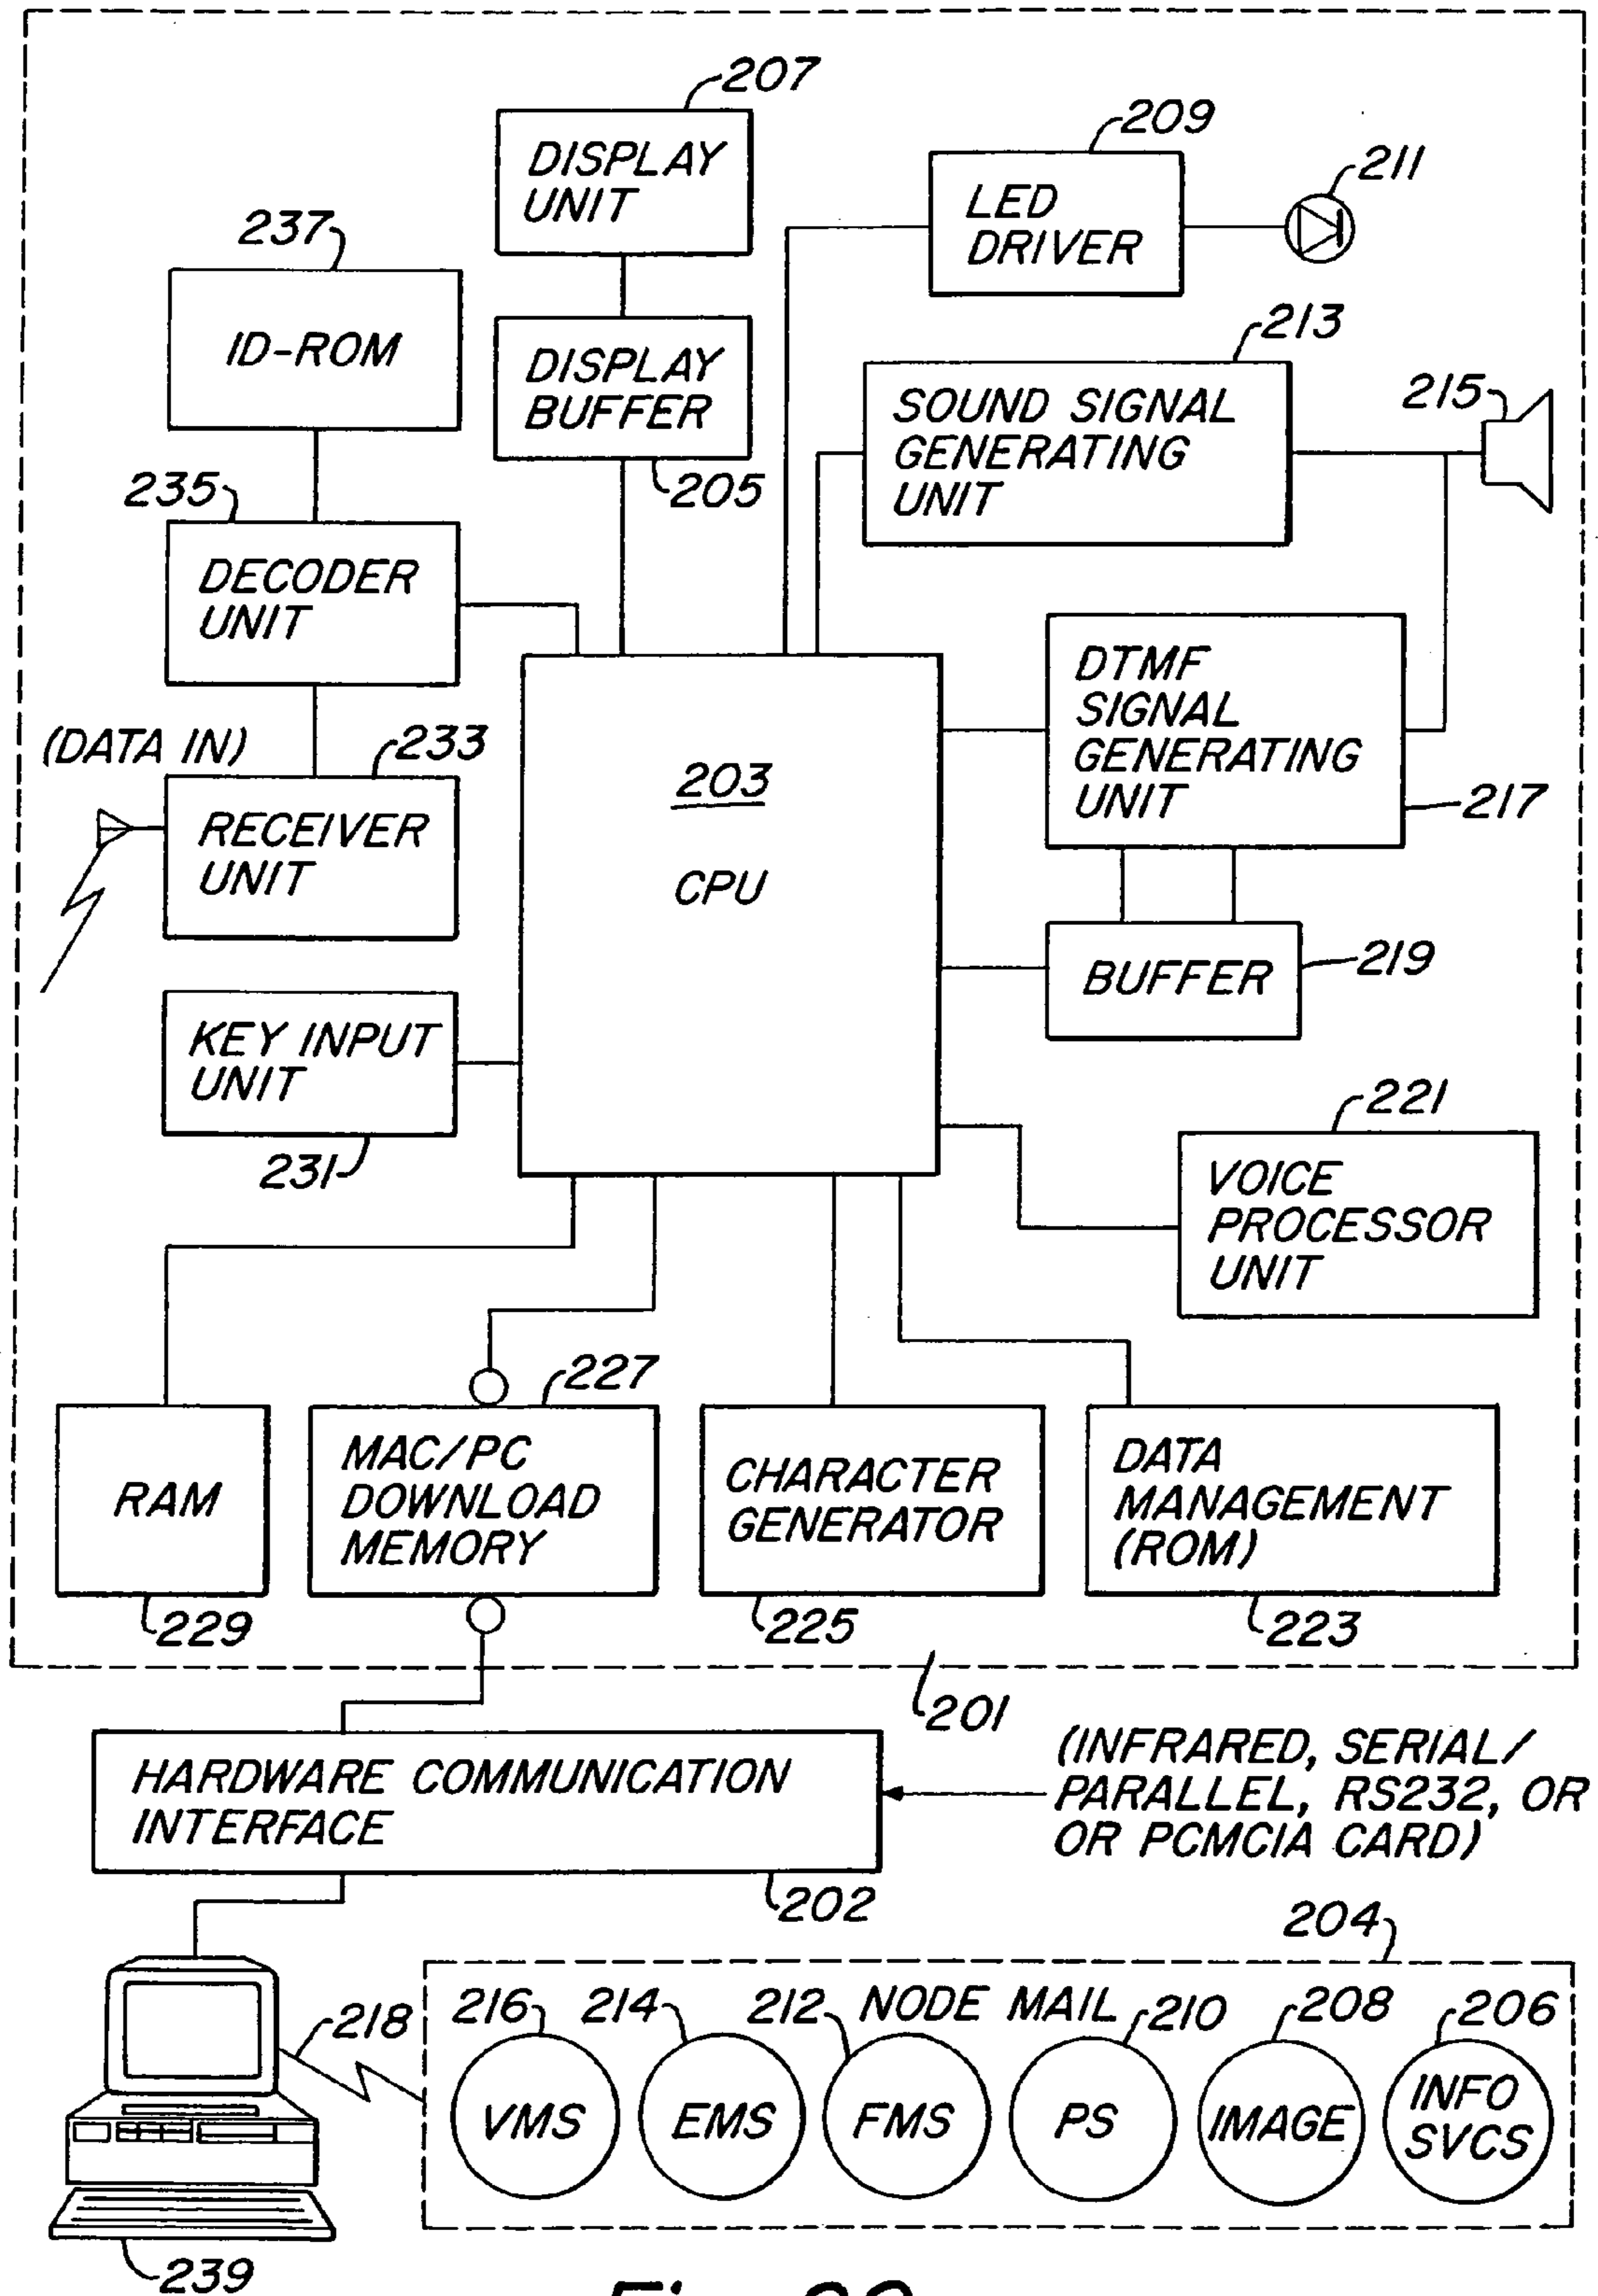 207
DISPLAY
UNIT
209
LED
DRIVER
211
237
ID-ROM
DISPLAY
BUFFER
205
213
SOUND SIGNAL
GENERATING
UNIT
215
235
DECODER
UNIT
DTMF
SIGNAL
GENERATING
UNIT
217
(DATA IN)
233
RECEIVER
UNIT
203
CPU
BUFFER
219
KEY INPUT
UNIT
231
221
VOICE
PROCESSOR
UNIT
RAM
229
227
MAC/PC
DOWNLOAD
MEMORY
CHARACTER
GENERATOR
225
DATA
MANAGEMENT
(ROM)
223
201
HARDWARE COMMUNICATION
INTERFACE
202
(INFRARED, SERIAL/
PARALLEL, RS232, OR
OR PCMCIA CARD)
204
218
NODE MAIL
216
VMS
214
EMS
212
FMS
210
PS
208
IMAGE
206
INFO
SVCS
239